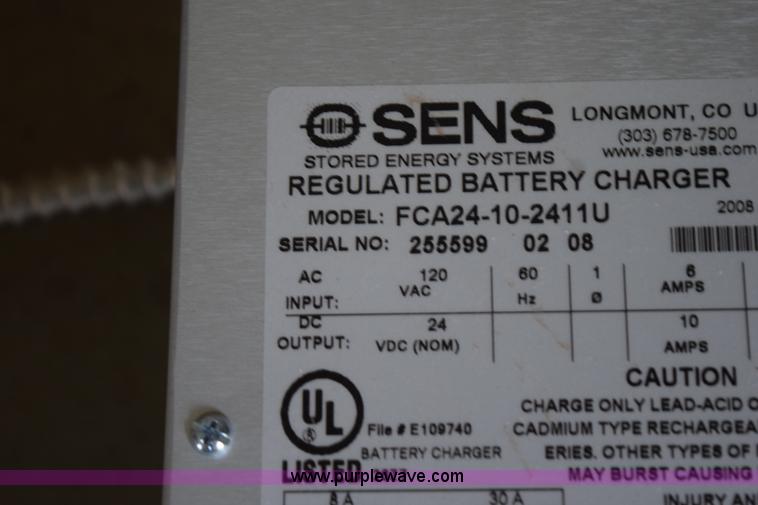 SENS
LONGMONT, CO U
(303) 678-7500
www.sens-usa.com
STORED ENERGY SYSTEMS
REGULATED BATTERY CHARGER
MODEL: FCA24-10-2411U
2008
SERIAL NO: 255599 02 08
AC INPUT: 120 VAC 60 Hz 1 Ø 6 AMPS
DC OUTPUT: 24 VDC (NOM) 10 AMPS
CAUTION
UL ®
LISTED
File # E109740
BATTERY CHARGER
CHARGE ONLY LEAD-ACID
CADMIUM TYPE RECHARGEA
ERIES. OTHER TYPES OF
MAY BURST CAUSING
INJURY AN
8 A 30 A
www.purplewave.com